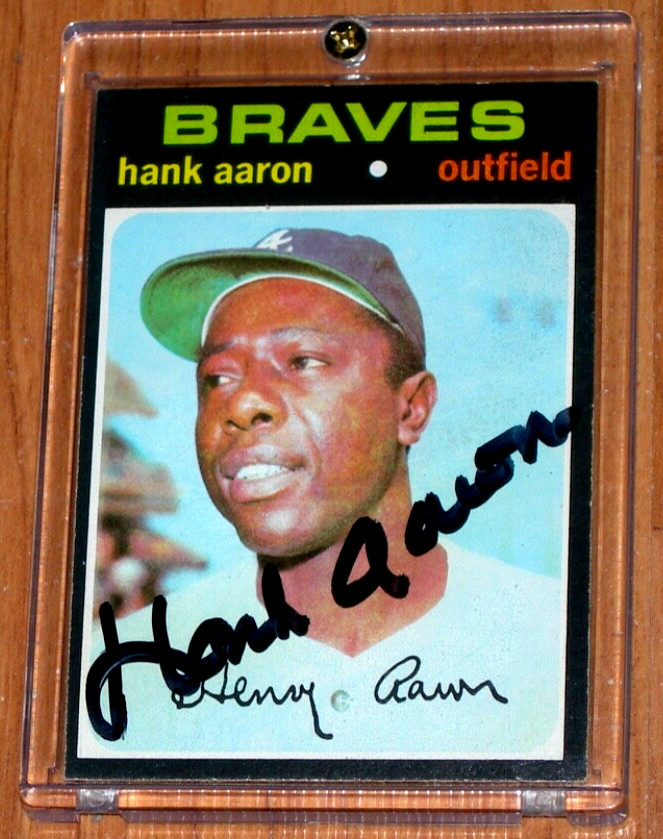 BRAVES
hank aaron • outfield
Hank Aaron
Henry Aaron